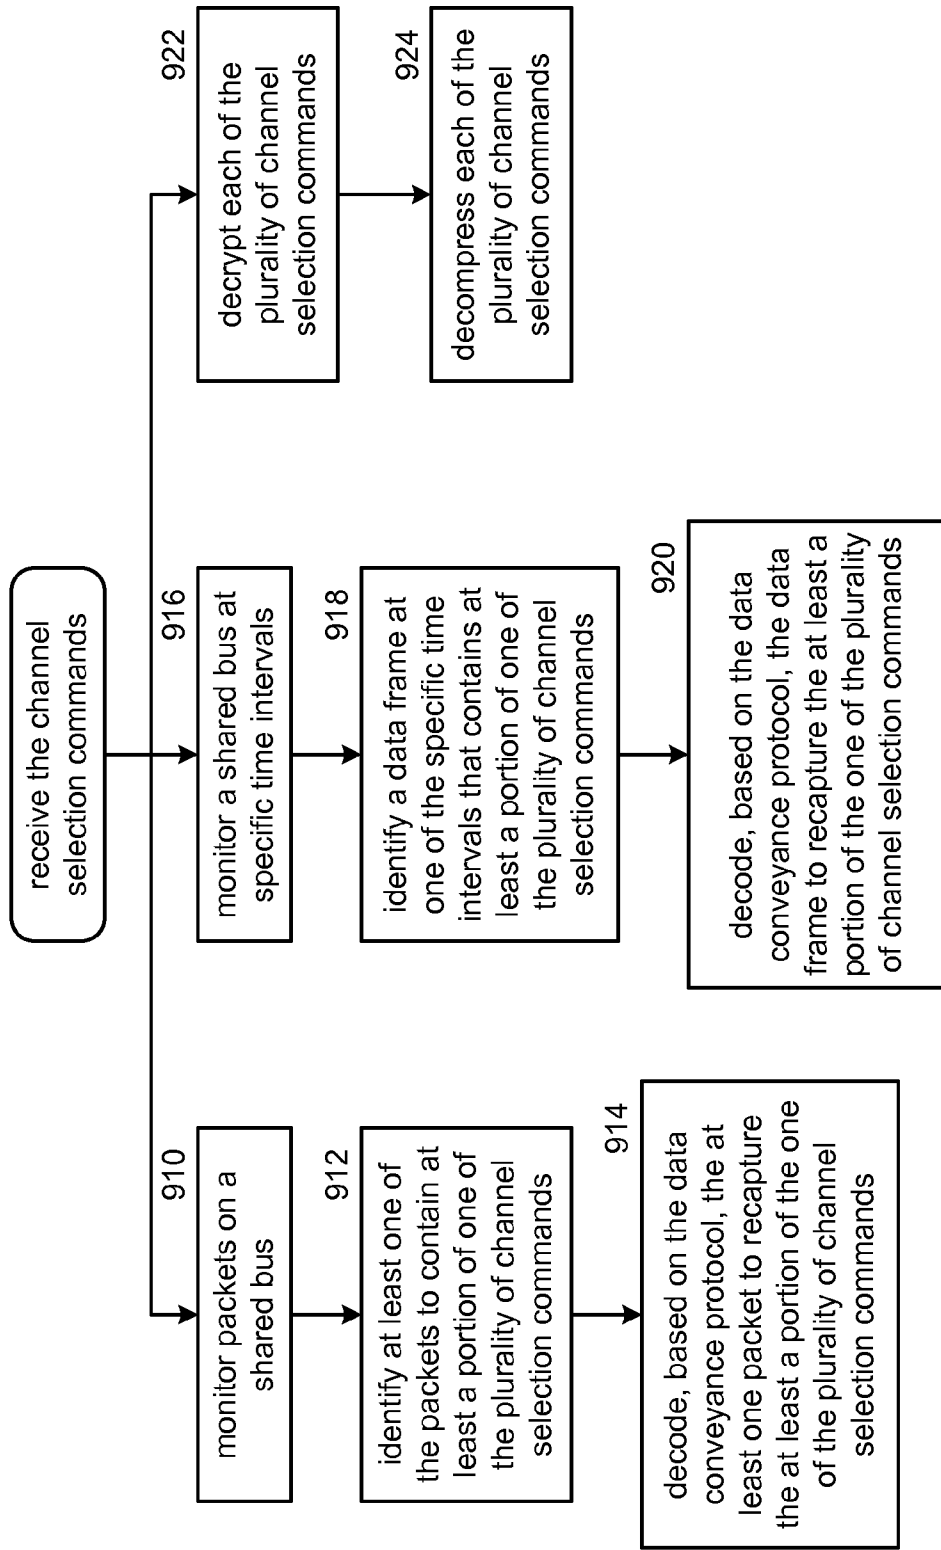 receive the channel
selection commands
910
monitor packets on a
shared bus
912
identify at least one of
the packets to contain at
least a portion of one of
the plurality of channel
selection commands
914
decode, based on the data
conveyance protocol, the at
least one packet to recapture
the at least a portion of the one
of the plurality of channel
selection commands
916
monitor a shared bus at
specific time intervals
918
identify a data frame at
one of the specific time
intervals that contains at
least a portion of one of
the plurality of channel
selection commands
920
decode, based on the data
conveyance protocol, the data
frame to recapture the at least a
portion of the one of the plurality
of channel selection commands
922
decrypt each of the
plurality of channel
selection commands
924
decompress each of the
plurality of channel
selection commands